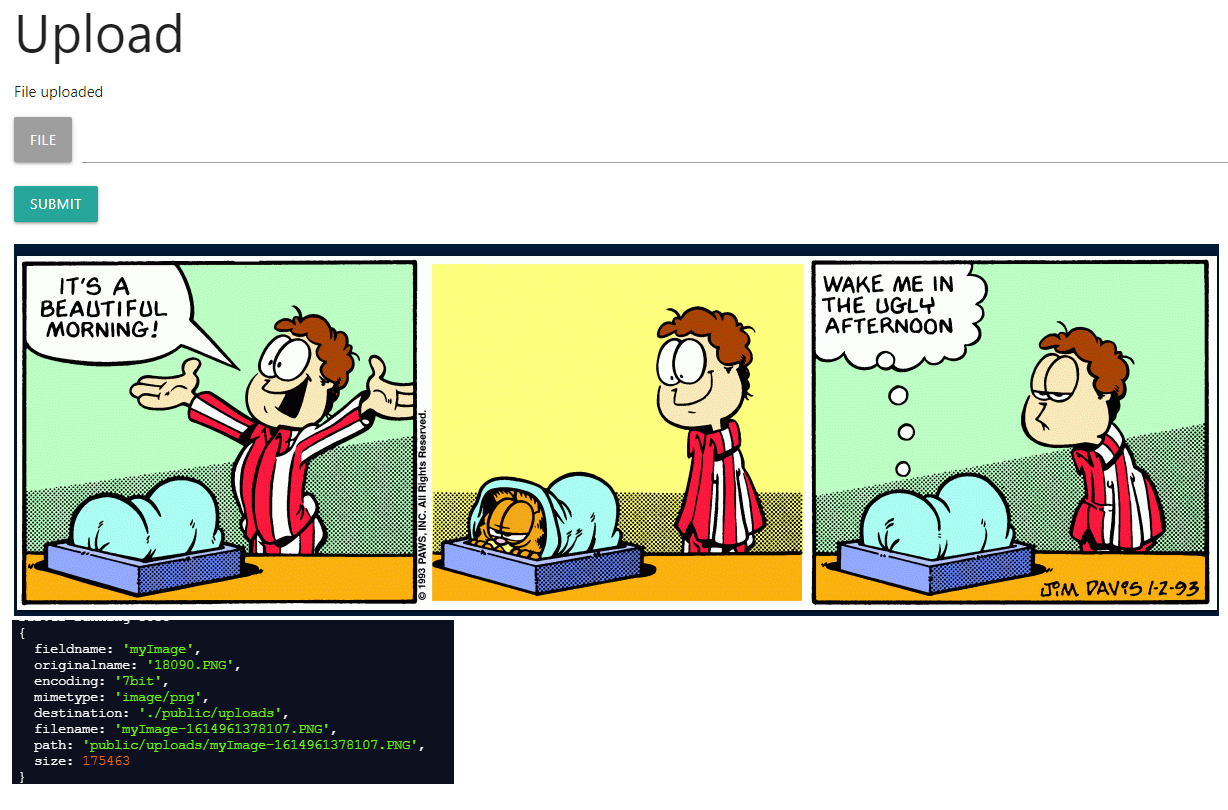 Upload
File uploaded
FILE
SUBMIT
IT'S A
BEAUTIFUL
MORNING!
© 1993 PAWS, INC. All Rights Reserved.
WAKE ME IN
THE UGLY
AFTERNOON
JIM DAVIS 1-2-93
{
fieldname: 'myImage',
originalname: '18090.PNG',
encoding: '7bit',
mimetype: 'image/png',
destination: './public/uploads',
filename: 'myImage-1614961378107.PNG',
path: 'public/uploads/myImage-1614961378107.PNG',
size: 175463
}